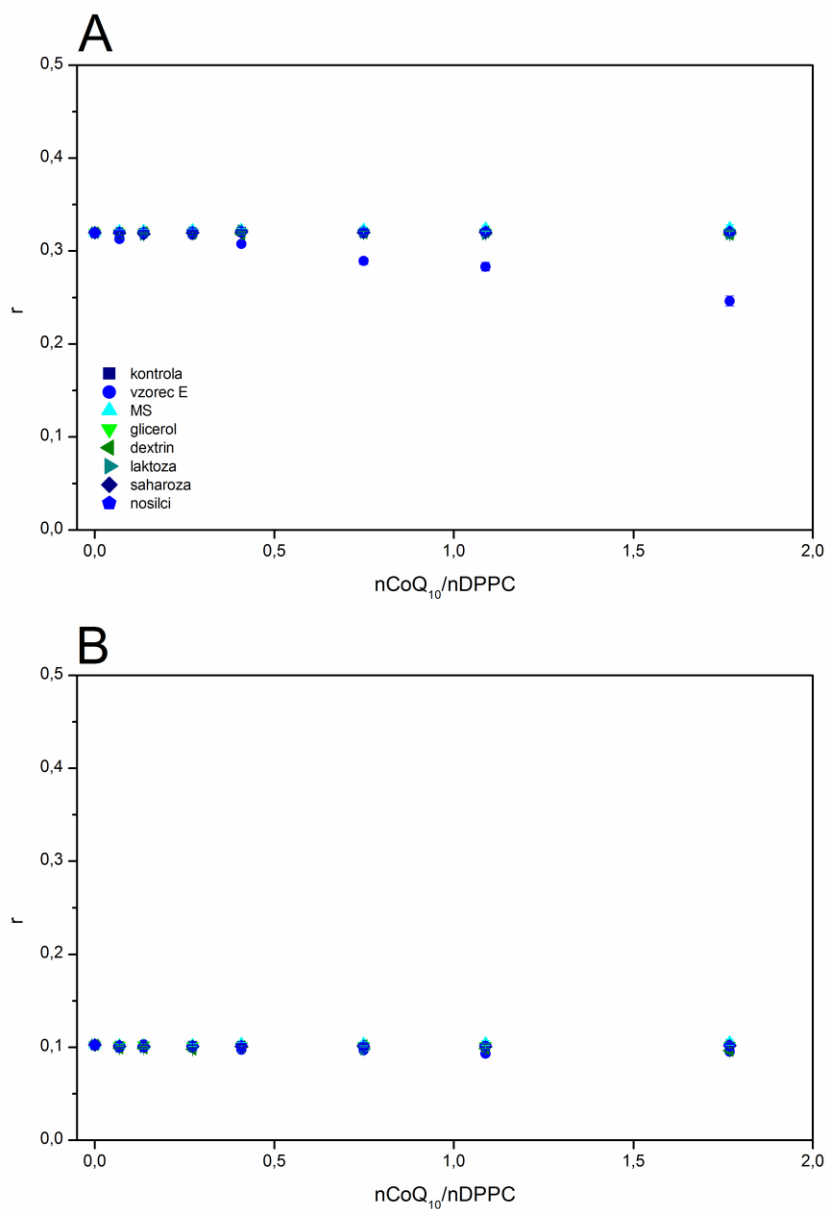 A
0,5
0,4
0,3
r
0,2
kontrola
vzorec E
MS
glicerol
dextrin
laktoza
saharoza
nosilci
0,1
0,0
0,0 0,5 1,0 1,5 2,0
nCoQ₁₀/nDPPC
B
0,5
0,4
0,3
r
0,2
0,1
0,0
0,0 0,5 1,0 1,5 2,0
nCoQ₁₀/nDPPC